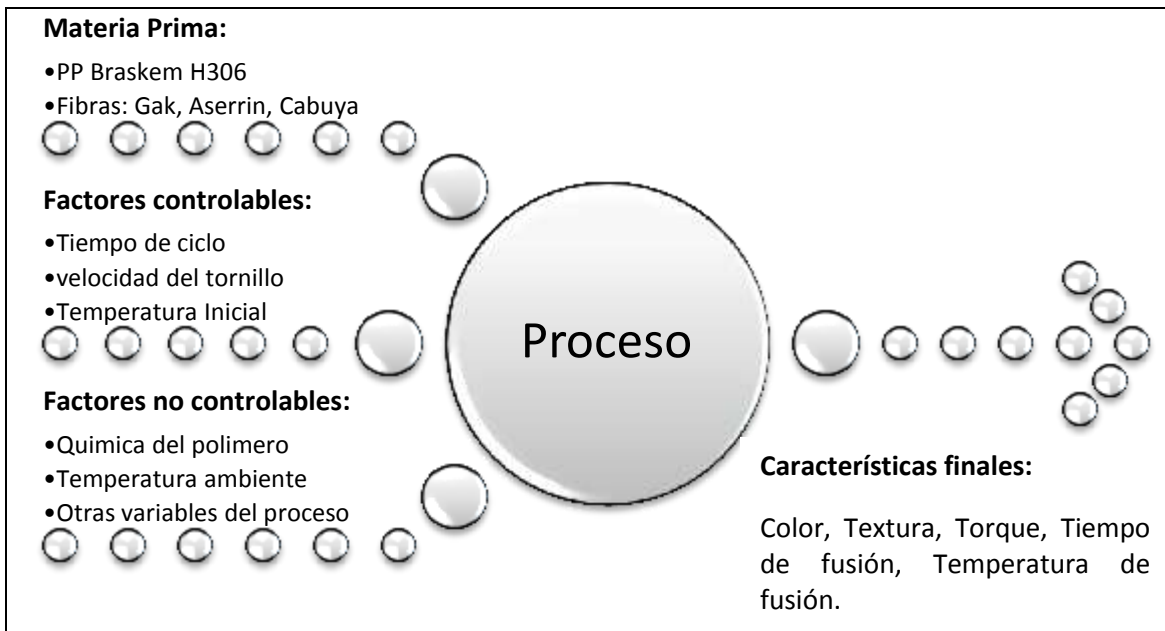 Materia Prima:
•PP Braskem H306
•Fibras: Gak, Aserrin, Cabuya
Factores controlables:
•Tiempo de ciclo
•velocidad del tornillo
•Temperatura Inicial
Factores no controlables:
•Quimica del polimero
•Temperatura ambiente
•Otras variables del proceso
Proceso
Características finales:
Color, Textura, Torque, Tiempo
de fusión, Temperatura de
fusión.